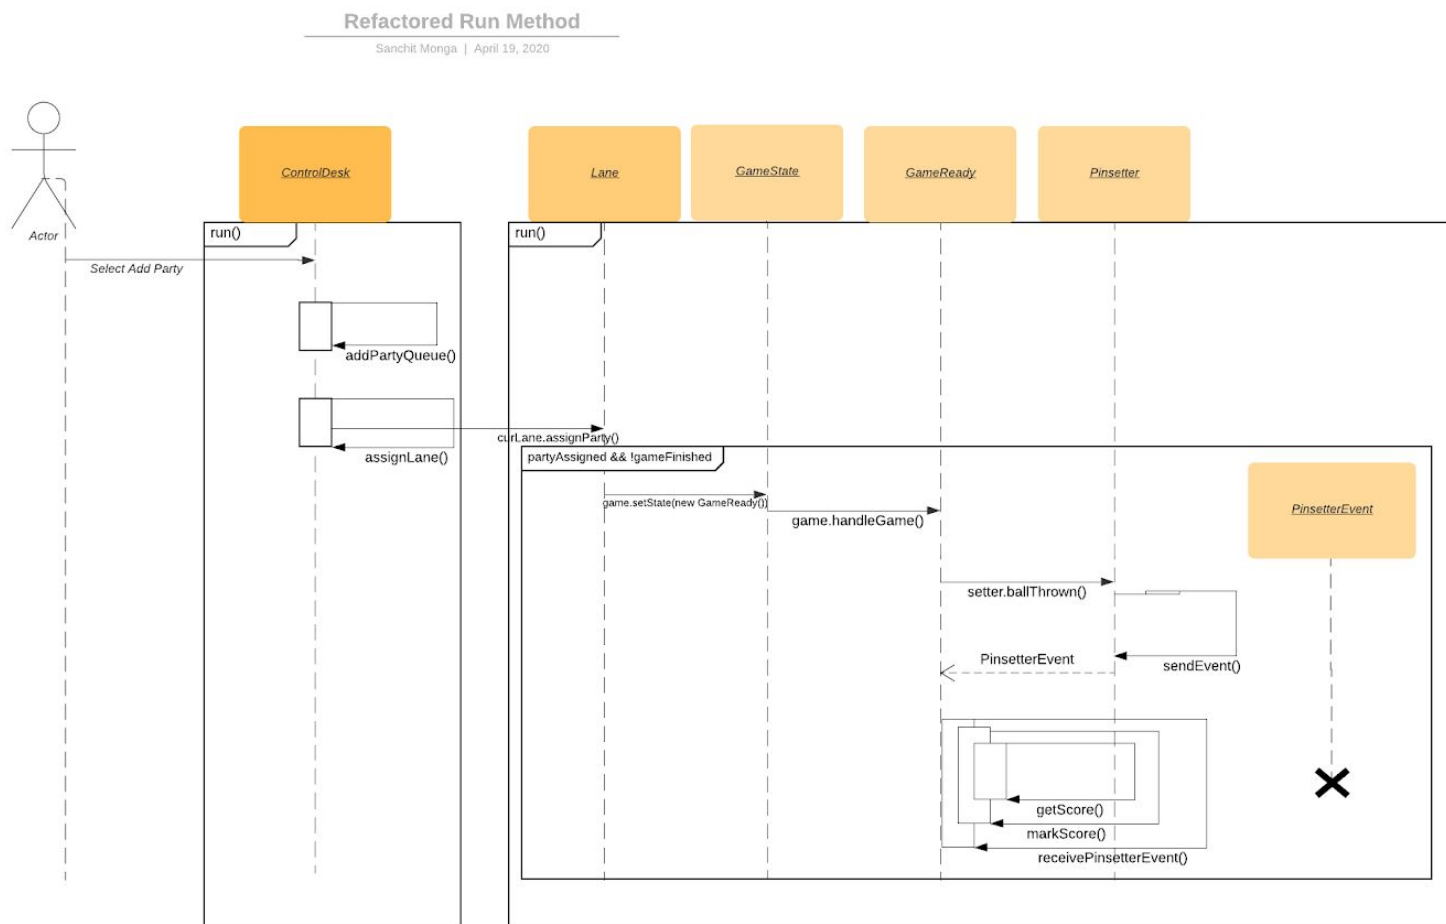 Refactored Run Method
Sanchit Monga | April 19, 2020
ControlDesk
Lane
GameState
GameReady
Pinsetter
Actor
run()
run()
Select Add Party
addPartyQueue()
curLane.assignParty()
assignLane()
partyAssigned && !gameFinished
game.setState(new GameReady())
game.handleGame()
PinsetterEvent
setter.ballThrown()
PinsetterEvent
sendEvent()
getScore()
markScore()
receivePinsetterEvent()